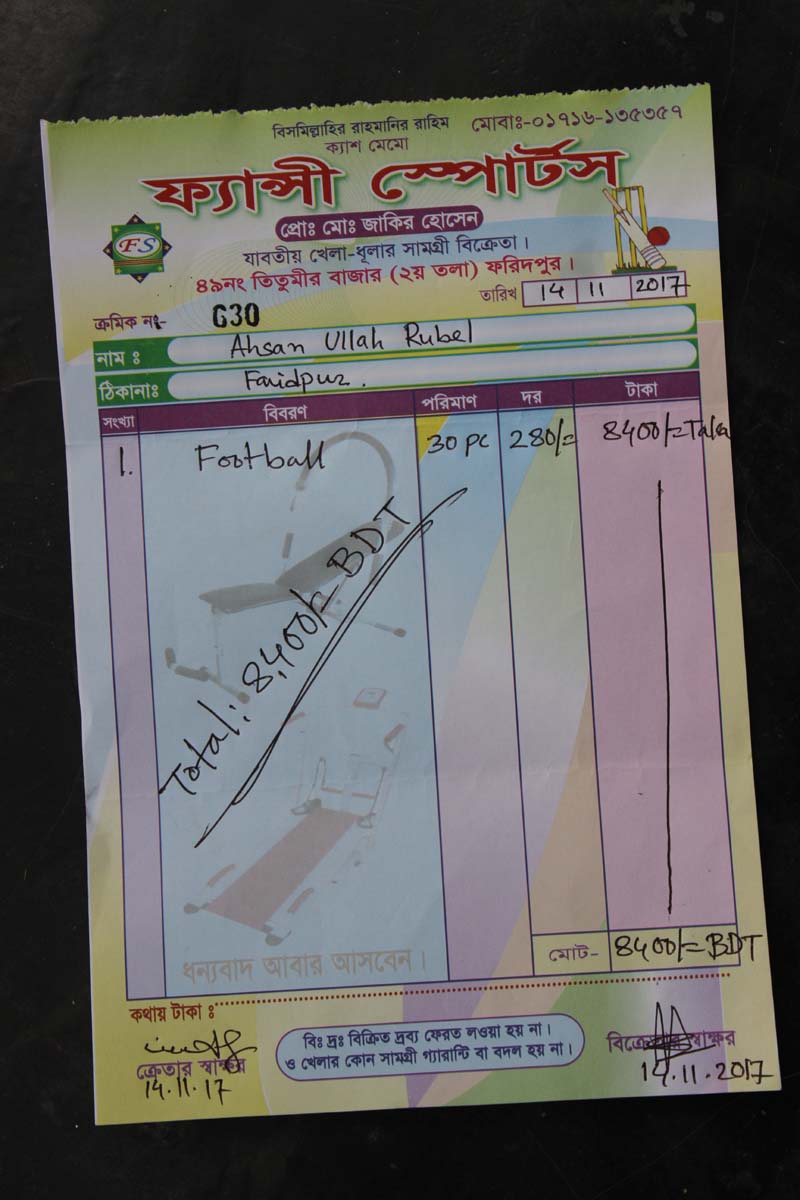 বিসমিল্লাহির রাহমানির রাহিম মোবাঃ-০১৭১৬-১৩৫৩৫৭
ক্যাশ মেমো
ফ্যান্সী স্পোর্টস
FS
প্রোঃ মোঃ জাকির হোসেন
যাবতীয় খেলা-ধূলার সামগ্রী বিক্রেতা।
৪৯নং তিতুমীর বাজার (২য় তলা) ফরিদপুর।
তারিখ 14 11 2017
ক্রমিক নং- 630
নাম ঃ Ahsan Ullah Rubel
ঠিকানাঃ Faridpur.
সংখ্যা বিবরণ পরিমাণ দর টাকা
1. Football 30 pc 280/= 8400/= Taka
Total: 8,400/= BDT
ধন্যবাদ আবার আসবেন।
মোট- 8400/= BDT
কথায় টাকা ঃ
ক্রেতার স্বাক্ষর
14.11.17
বিঃ দ্রঃ বিক্রিত দ্রব্য ফেরত লওয়া হয় না।
ও খেলার কোন সামগ্রী গ্যারান্টি বা বদল হয় না।
বিক্রেতার স্বাক্ষর
14.11.2017